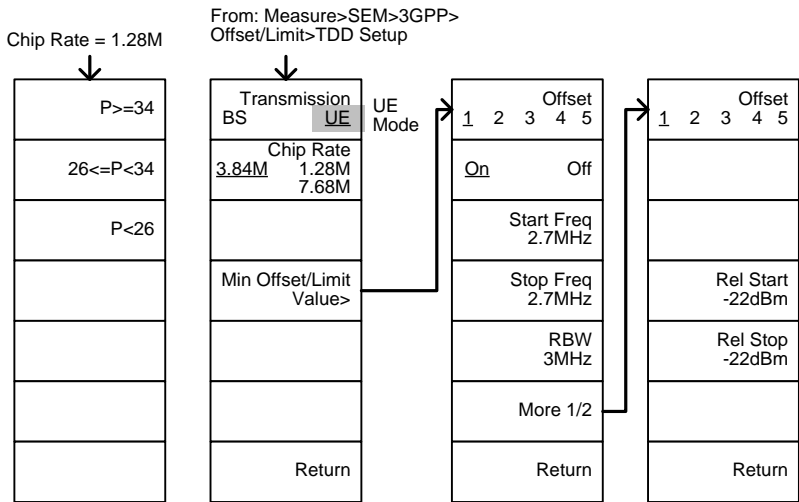 From: Measure>SEM>3GPP>
Offset/Limit>TDD Setup
Chip Rate = 1.28M
P>=34
26<=P<34
P<26
Transmission
BS UE
UE
Mode
Chip Rate
3.84M 1.28M
7.68M
Min Offset/Limit
Value>
Return
Offset
1 2 3 4 5
On Off
Start Freq
2.7MHz
Stop Freq
2.7MHz
RBW
3MHz
More 1/2
Return
Offset
1 2 3 4 5
Rel Start
-22dBm
Rel Stop
-22dBm
Return